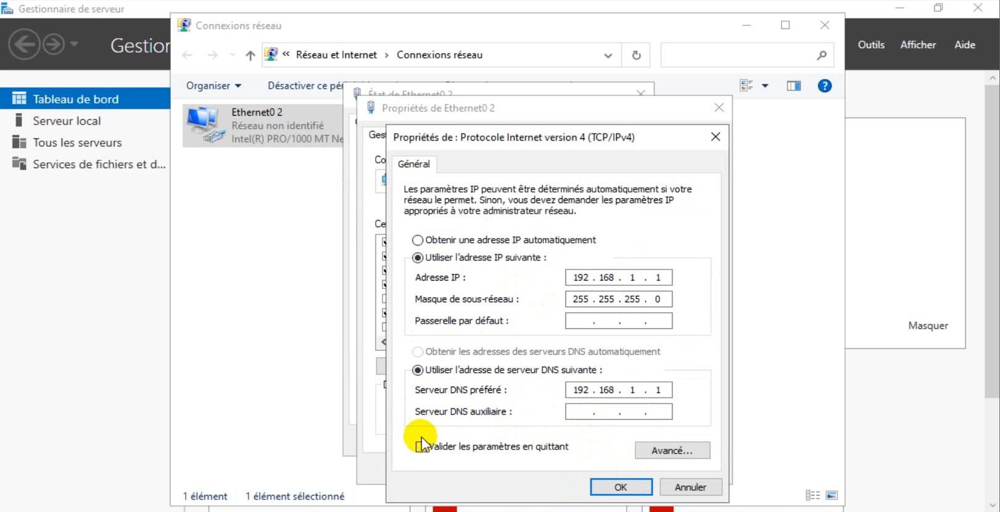 Gestionnaire de serveur
Connexions réseau
Gestion
Réseau et Internet > Connexions réseau
Outils Afficher Aide
Organiser Désactiver ce pér
État de Ethernet0 2
Propriétés de Ethernet0 2
Tableau de bord
Serveur local
Tous les serveurs
Services de fichiers et d...
Ethernet0 2
Réseau non identifié
Intel(R) PRO/1000 MT Ne
Gest
Co
Ce
Propriétés de : Protocole Internet version 4 (TCP/IPv4)
Général
Les paramètres IP peuvent être déterminés automatiquement si votre
réseau le permet. Sinon, vous devez demander les paramètres IP
appropriés à votre administrateur réseau.
Obtenir une adresse IP automatiquement
Utiliser l'adresse IP suivante :
Adresse IP : 192 . 168 . 1 . 1
Masque de sous-réseau : 255 . 255 . 255 . 0
Passerelle par défaut : . . .
Obtenir les adresses des serveurs DNS automatiquement
Utiliser l'adresse de serveur DNS suivante :
Serveur DNS préféré : 192 . 168 . 1 . 1
Serveur DNS auxiliaire : . . .
Valider les paramètres en quittant
Avancé...
OK Annuler
Masquer
1 élément 1 élément sélectionné